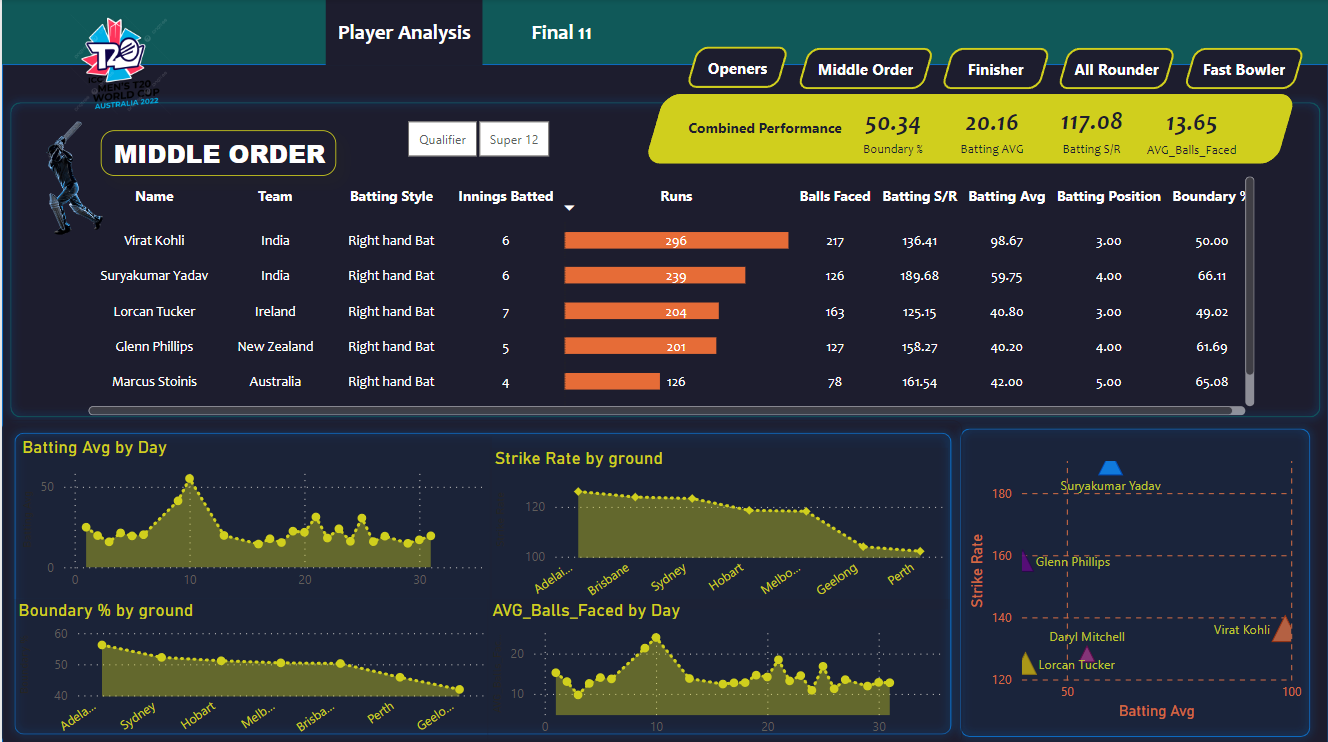 Player Analysis
Final 11
T20
ICC
MEN'S T20
WORLD CUP
AUSTRALIA 2022
Openers
Middle Order
Finisher
All Rounder
Fast Bowler
MIDDLE ORDER
Qualifier
Super 12
Combined Performance
50.34
Boundary %
20.16
Batting AVG
117.08
Batting S/R
13.65
AVG_Balls_Faced
Name Team Batting Style Innings Batted Runs Balls Faced Batting S/R Batting Avg Batting Position Boundary %
Virat Kohli India Right hand Bat 6 296 217 136.41 98.67 3.00 50.00
Suryakumar Yadav India Right hand Bat 6 239 126 189.68 59.75 4.00 66.11
Lorcan Tucker Ireland Right hand Bat 7 204 163 125.15 40.80 3.00 49.02
Glenn Phillips New Zealand Right hand Bat 5 201 127 158.27 40.20 4.00 61.69
Marcus Stoinis Australia Right hand Bat 4 126 78 161.54 42.00 5.00 65.08
Batting Avg by Day
50
0
0 10 20 30
Strike Rate by ground
120
100
Adelai... Brisbane Sydney Hobart Melbo... Geelong Perth
Boundary % by ground
60
50
40
Adela... Sydney Hobart Melb... Brisba... Perth Geelo...
AVG_Balls_Faced by Day
20
10
0 10 20 30
Strike Rate
180
160
140
120
Suryakumar Yadav
Glenn Phillips
Virat Kohli
Daryl Mitchell
Lorcan Tucker
50 100
Batting Avg